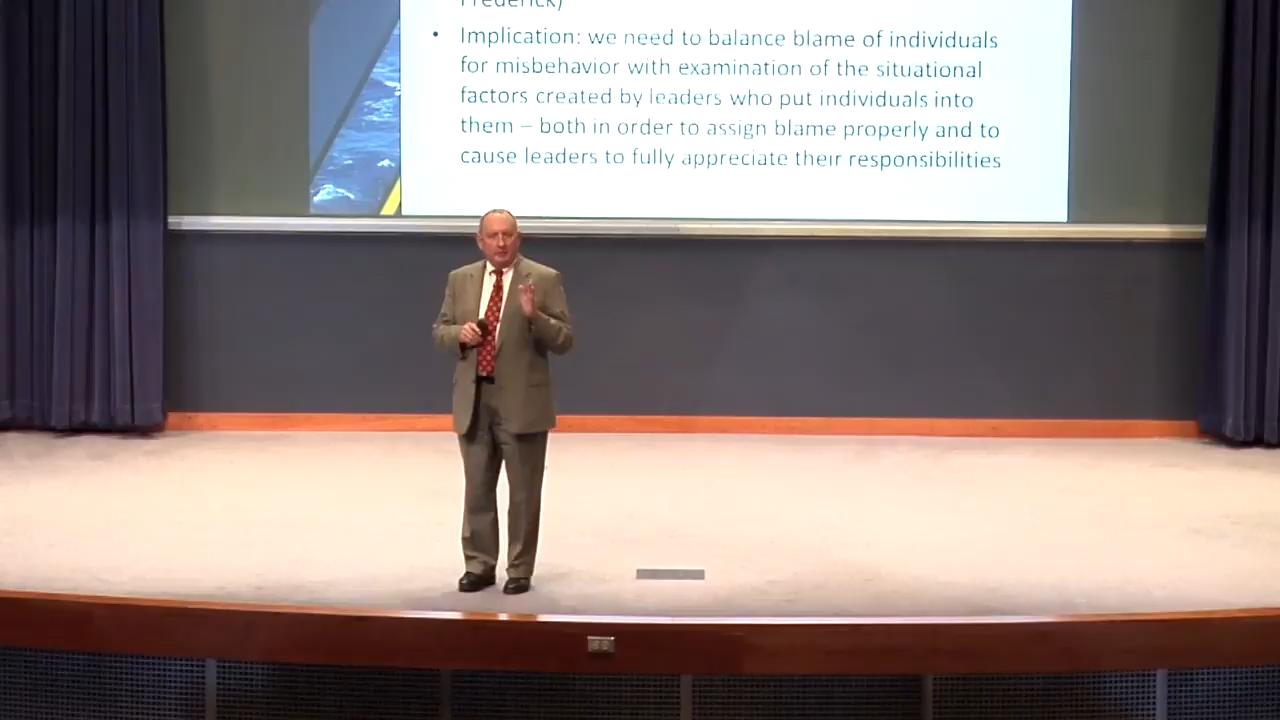 Frederick)
• Implication: we need to balance blame of individuals
for misbehavior with examination of the situational
factors created by leaders who put individuals into
them – both in order to assign blame properly and to
cause leaders to fully appreciate their responsibilities